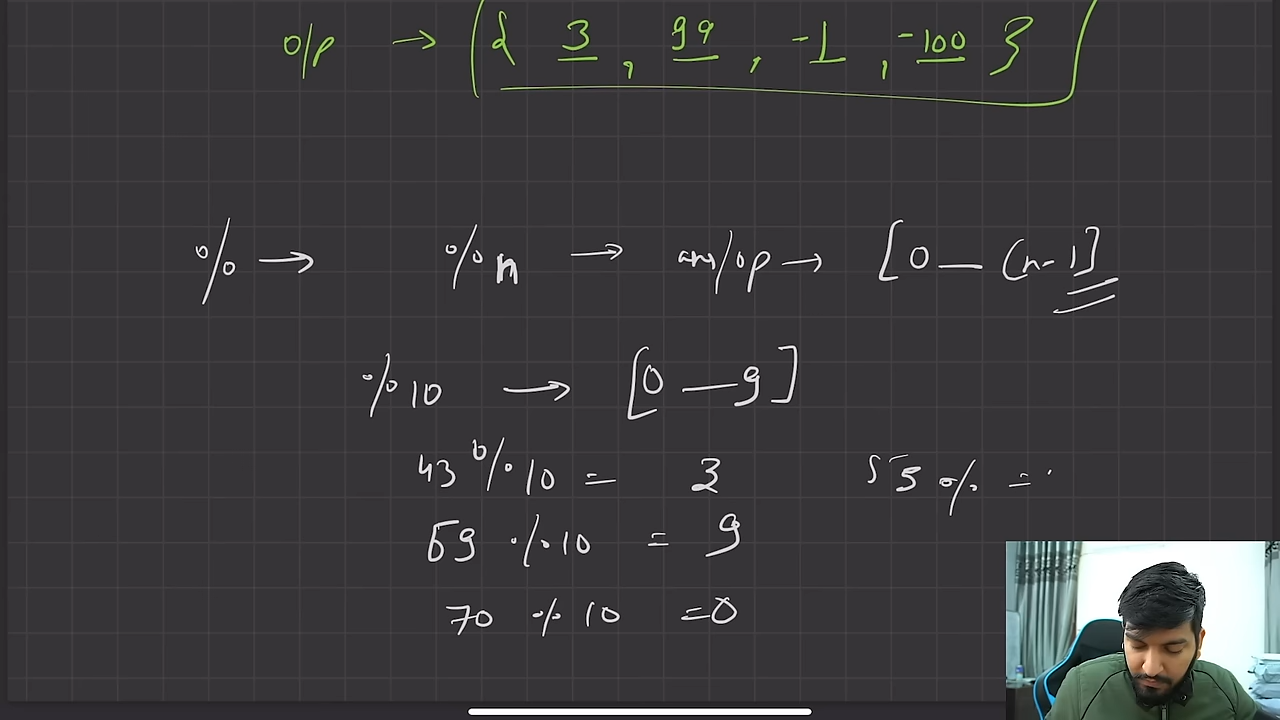 o/p → { 3 , 99 , -1 , -100 }
% → % n → ans/op → [0 — (n-1]
% 10 → [0 — 9]
43 % 10 = 3
55 % =
59 % 10 = 9
70 % 10 = 0